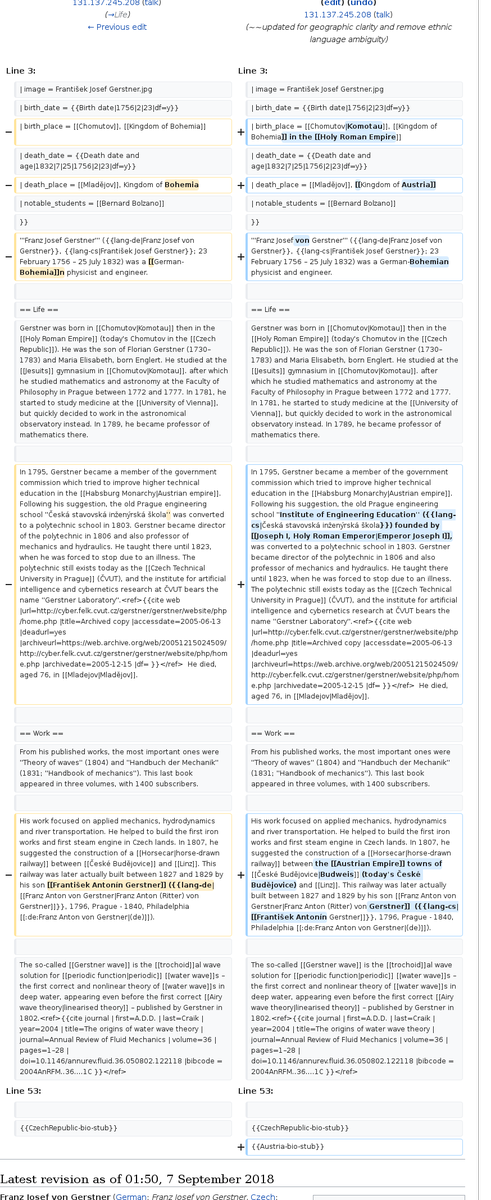 131.137.245.208 (talk)
(→Life)
← Previous edit
(edit) (undo)
131.137.245.208 (talk)
(~~updated for geographic clarity and remove ethnic
language ambiguity)
Line 3:
Line 3:
| image = František Josef Gerstner.jpg
| image = František Josef Gerstner.jpg
| birth_date = {{Birth date|1756|2|23|df=y}}
| birth_date = {{Birth date|1756|2|23|df=y}}
− | birth_place = [[Chomutov]], [[Kingdom of Bohemia]]
+ | birth_place = [[Chomutov|Komotau]], [[Kingdom of
Bohemia]] in the [[Holy Roman Empire]]
| death_date = {{Death date and
age|1832|7|25|1756|2|23|df=y}}
| death_date = {{Death date and
age|1832|7|25|1756|2|23|df=y}}
− | death_place = [[Mladějov]], Kingdom of Bohemia
+ | death_place = [[Mladějov]], [[Kingdom of Austria]]
| notable_students = [[Bernard Bolzano]]
| notable_students = [[Bernard Bolzano]]
}}
}}
− '''Franz Josef Gerstner''' ({{lang-de|Franz Josef von
Gerstner}}, {{lang-cs|František Josef Gerstner}}; 23
February 1756 – 25 July 1832) was a [[German-
Bohemia]]n physicist and engineer.
+ '''Franz Josef von Gerstner''' ({{lang-de|Franz Josef von
Gerstner}}, {{lang-cs|František Josef Gerstner}}; 23
February 1756 – 25 July 1832) was a German-Bohemian
physicist and engineer.
== Life ==
== Life ==
Gerstner was born in [[Chomutov|Komotau]] then in the
[[Holy Roman Empire]] (today's Chomutov in the [[Czech
Republic]]). He was the son of Florian Gerstner (1730–
1783) and Maria Elisabeth, born Englert. He studied at the
[[Jesuits]] gymnasium in [[Chomutov|Komotau]]. after which
he studied mathematics and astronomy at the Faculty of
Philosophy in Prague between 1772 and 1777. In 1781, he
started to study medicine at the [[University of Vienna]],
but quickly decided to work in the astronomical
observatory instead. In 1789, he became professor of
mathematics there.
Gerstner was born in [[Chomutov|Komotau]] then in the
[[Holy Roman Empire]] (today's Chomutov in the [[Czech
Republic]]). He was the son of Florian Gerstner (1730–
1783) and Maria Elisabeth, born Englert. He studied at the
[[Jesuits]] gymnasium in [[Chomutov|Komotau]]. after
which he studied mathematics and astronomy at the
Faculty of Philosophy in Prague between 1772 and 1777.
In 1781, he started to study medicine at the [[University of
Vienna]], but quickly decided to work in the astronomical
observatory instead. In 1789, he became professor of
mathematics there.
− In 1795, Gerstner became a member of the government
commission which tried to improve higher technical
education in the [[Habsburg Monarchy|Austrian empire]].
Following his suggestion, the old Prague engineering
school "Česká stavovská inženýrská škola" was converted
to a polytechnic school in 1803. Gerstner became director
of the polytechnic in 1806 and also professor of
mechanics and hydraulics. He taught there until 1823,
when he was forced to stop due to an illness. The
polytechnic still exists today as the [[Czech Technical
University in Prague]] (ČVUT), and the institute for artificial
intelligence and cybernetics research at ČVUT bears the
name "Gerstner Laboratory".<ref>{{cite web
|url=http://cyber.felk.cvut.cz/gerstner/gerstner/website/php
/home.php |title=Archived copy |accessdate=2005-06-13
|deadurl=yes
|archiveurl=https://web.archive.org/web/20051215024509/
http://cyber.felk.cvut.cz/gerstner/gerstner/website/php/hom
e.php |archivedate=2005-12-15 |df= }}</ref> He died,
aged 76, in [[Mladejov|Mladejov]].
+ In 1795, Gerstner became a member of the government
commission which tried to improve higher technical
education in the [[Habsburg Monarchy|Austrian empire]].
Following his suggestion, the old Prague engineering
school "Institute of Engineering Education" ({{lang-
cs|Česká stavovská inženýrská škola}}) founded by
[[Joseph I, Holy Roman Emperor|Emperor Joseph I]],
was converted to a polytechnic school in 1803. Gerstner
became director of the polytechnic in 1806 and also
professor of mechanics and hydraulics. He taught there
until 1823, when he was forced to stop due to an illness.
The polytechnic still exists today as the [[Czech Technical
University in Prague]] (ČVUT), and the institute for artificial
intelligence and cybernetics research at ČVUT bears the
name "Gerstner Laboratory".<ref>{{cite web
|url=http://cyber.felk.cvut.cz/gerstner/gerstner/website/php
/home.php |title=Archived copy |accessdate=2005-06-13
|deadurl=yes
|archiveurl=https://web.archive.org/web/20051215024509/
http://cyber.felk.cvut.cz/gerstner/gerstner/website/php/hom
e.php |archivedate=2005-12-15 |df= }}</ref> He died,
aged 76, in [[Mladejov|Mladejov]].
== Work ==
== Work ==
From his published works, the most important ones were
"Theory of waves" (1804) and "Handbuch der Mechanik"
(1831; "Handbook of mechanics"). This last book
appeared in three volumes, with 1400 subscribers.
From his published works, the most important ones were
"Theory of waves" (1804) and "Handbuch der Mechanik"
(1831; "Handbook of mechanics"). This last book
appeared in three volumes, with 1400 subscribers.
− His work focused on applied mechanics, hydrodynamics
and river transportation. He helped to build the first iron
works and first steam engine in Czech lands. In 1807, he
suggested the construction of a [[Horsecar|horse-drawn
railway]] between [[České Budějovice]] and [[Linz]]. This
railway was later actually built between 1827 and 1829 by
his son [[František Antonín Gerstner]] ({{lang-de|
[[Franz Anton von Gerstner|Franz Anton (Ritter) von
Gerstner]]}}, 1796, Prague - 1840, Philadelphia
[[:de:Franz Anton von Gerstner|(de)]]).
+ His work focused on applied mechanics, hydrodynamics
and river transportation. He helped to build the first iron
works and first steam engine in Czech lands. In 1807, he
suggested the construction of a [[Horsecar|horse-drawn
railway]] between the [[Austrian Empire]] towns of
[[České Budějovice|Budweis]] (today's České
Budějovice) and [[Linz]]. This railway was later actually
built between 1827 and 1829 by his son [[Franz Anton von
Gerstner|Franz Anton (Ritter) von Gerstner]] ({{lang-cs|
[[František Antonín Gerstner]]}}, 1796, Prague - 1840,
Philadelphia [[:de:Franz Anton von Gerstner|(de)]]).
The so-called [[Gerstner wave]] is the [[trochoid]]al wave
solution for [[periodic function|periodic]] [[water wave]]s –
the first correct and nonlinear theory of [[water wave]]s in
deep water, appearing even before the first correct [[Airy
wave theory|linearised theory]] – published by Gerstner in
1802.<ref>{{cite journal | first=A.D.D. | last=Craik |
year=2004 | title=The origins of water wave theory |
journal=Annual Review of Fluid Mechanics | volume=36 |
pages=1–28 |
doi=10.1146/annurev.fluid.36.050802.122118 |bibcode =
2004AnRFM..36....1C }}</ref>
The so-called [[Gerstner wave]] is the [[trochoid]]al wave
solution for [[periodic function|periodic]] [[water wave]]s –
the first correct and nonlinear theory of [[water wave]]s in
deep water, appearing even before the first correct [[Airy
wave theory|linearised theory]] – published by Gerstner in
1802.<ref>{{cite journal | first=A.D.D. | last=Craik |
year=2004 | title=The origins of water wave theory |
journal=Annual Review of Fluid Mechanics | volume=36 |
pages=1–28 |
doi=10.1146/annurev.fluid.36.050802.122118 |bibcode =
2004AnRFM..36....1C }}</ref>
Line 53:
Line 53:
{{CzechRepublic-bio-stub}}
{{CzechRepublic-bio-stub}}
+ {{Austria-bio-stub}}
Latest revision as of 01:50, 7 September 2018
Franz Josef von Gerstner (German: Franz Josef von Gerstner, Czech: